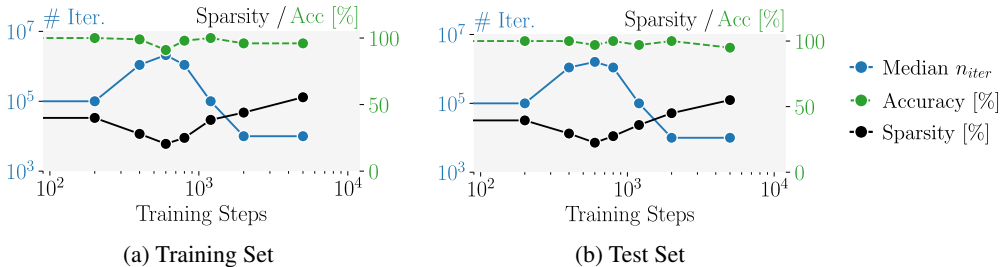 # Iter.
Sparsity / Acc [%]
10^7
10^5
10^3
100
50
0
10^2
10^3
10^4
Training Steps
(a) Training Set
# Iter.
Sparsity / Acc [%]
10^7
10^5
10^3
100
50
0
10^2
10^3
10^4
Training Steps
(b) Test Set
Median n_iter
Accuracy [%]
Sparsity [%]